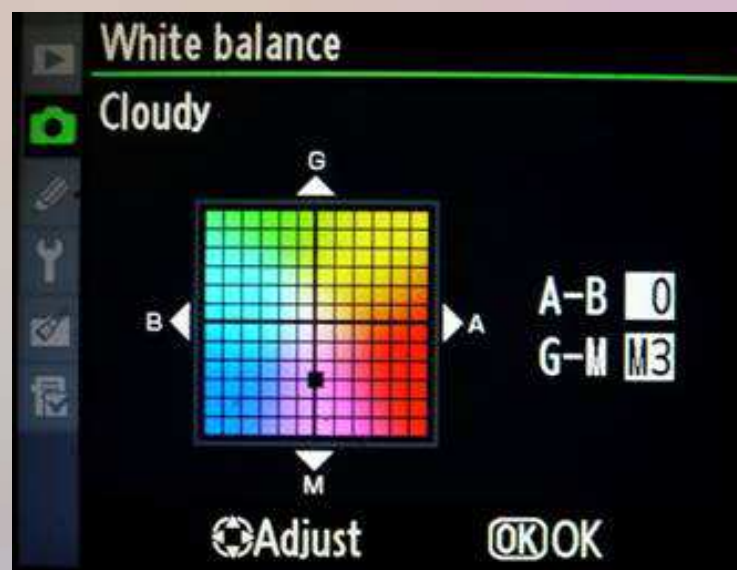 White balance
Cloudy
G
B
A
M
A-B 0
G-M M3
Adjust
OK OK